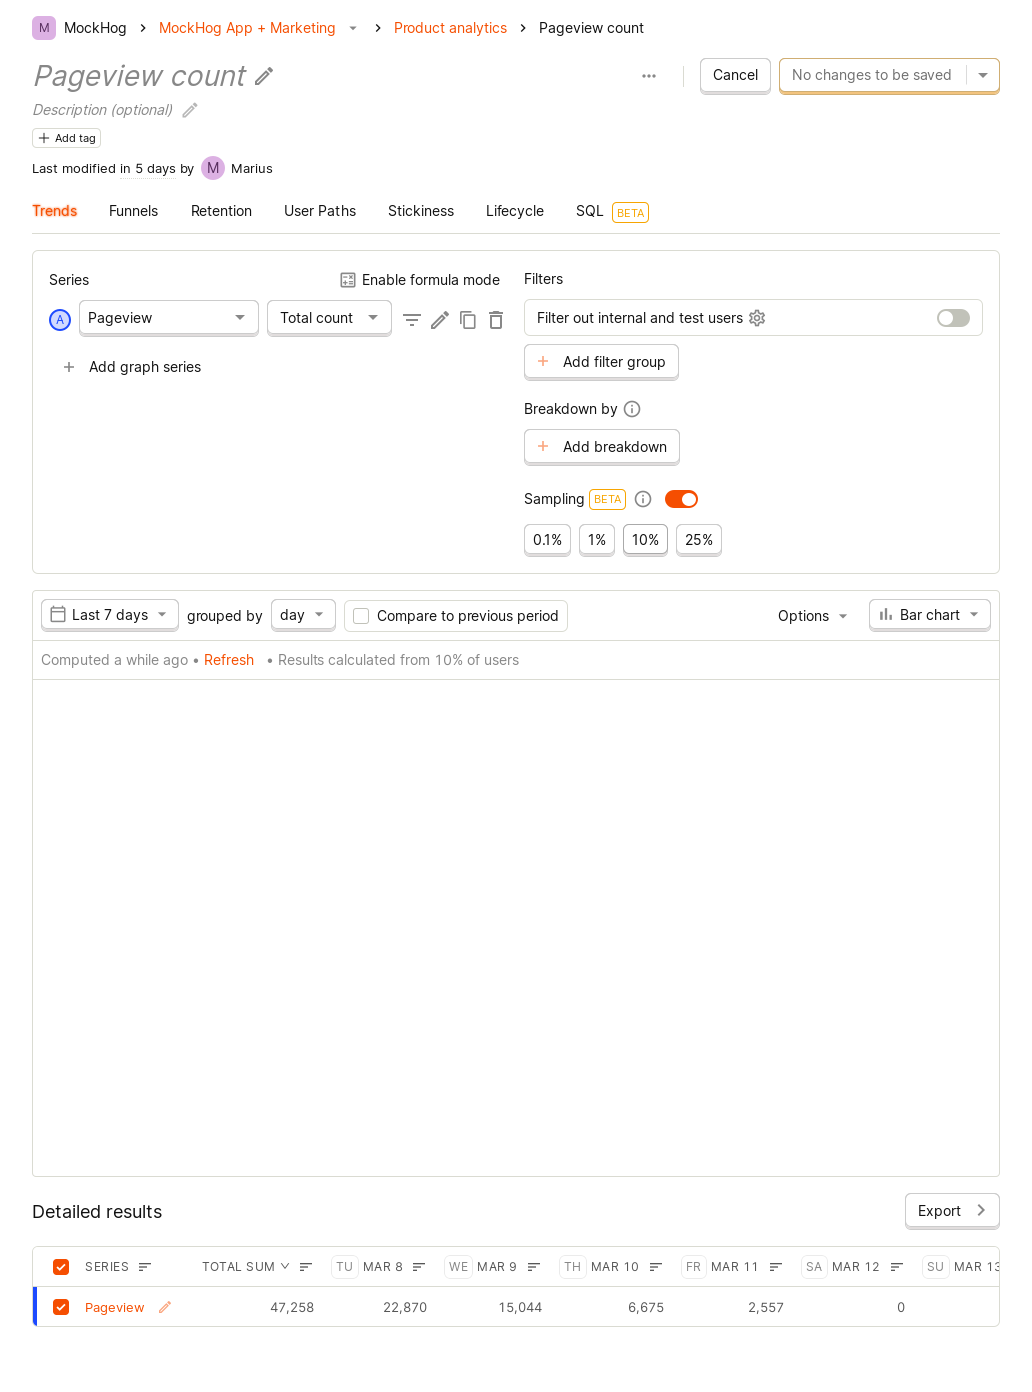 M MockHog > MockHog App + Marketing > Product analytics > Pageview count
Pageview count
Cancel No changes to be saved
Description (optional)
Add tag
Last modified in 5 days by M Marius
Trends Funnels Retention User Paths Stickiness Lifecycle SQL BETA
Series Enable formula mode
A Pageview Total count
Add graph series
Filters
Filter out internal and test users
Add filter group
Breakdown by
Add breakdown
Sampling BETA
0.1% 1% 10% 25%
Last 7 days grouped by day Compare to previous period Options Bar chart
Computed a while ago • Refresh • Results calculated from 10% of users
Detailed results Export
SERIES TOTAL SUM TU MAR 8 WE MAR 9 TH MAR 10 FR MAR 11 SA MAR 12 SU MAR 13
Pageview 47,258 22,870 15,044 6,675 2,557 0